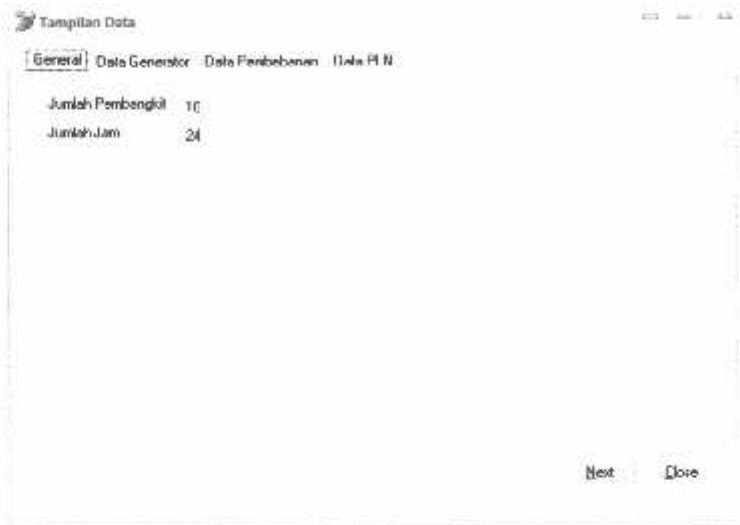 Tampilan Data
General Data Generator Data Pembebanan Data PLN
Jumlah Pembangkit
Jumlah Jam 24
Next Close